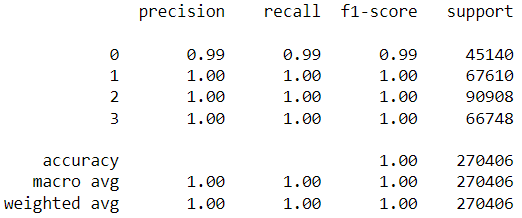 precision recall f1-score support
0 0.99 0.99 0.99 45140
1 1.00 1.00 1.00 67610
2 1.00 1.00 1.00 90908
3 1.00 1.00 1.00 66748
accuracy 1.00 270406
macro avg 1.00 1.00 1.00 270406
weighted avg 1.00 1.00 1.00 270406